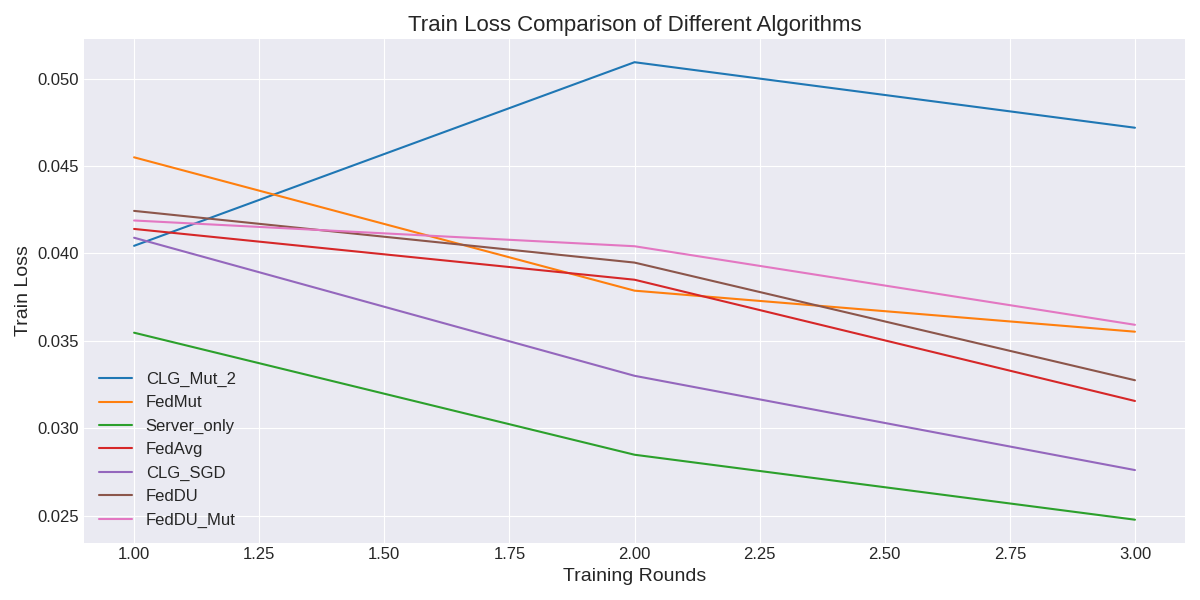 Train Loss Comparison of Different Algorithms
Train Loss
0.050
0.045
0.040
0.035
0.030
0.025
CLG_Mut_2
FedMut
Server_only
FedAvg
CLG_SGD
FedDU
FedDU_Mut
1.00 1.25 1.50 1.75 2.00 2.25 2.50 2.75 3.00
Training Rounds